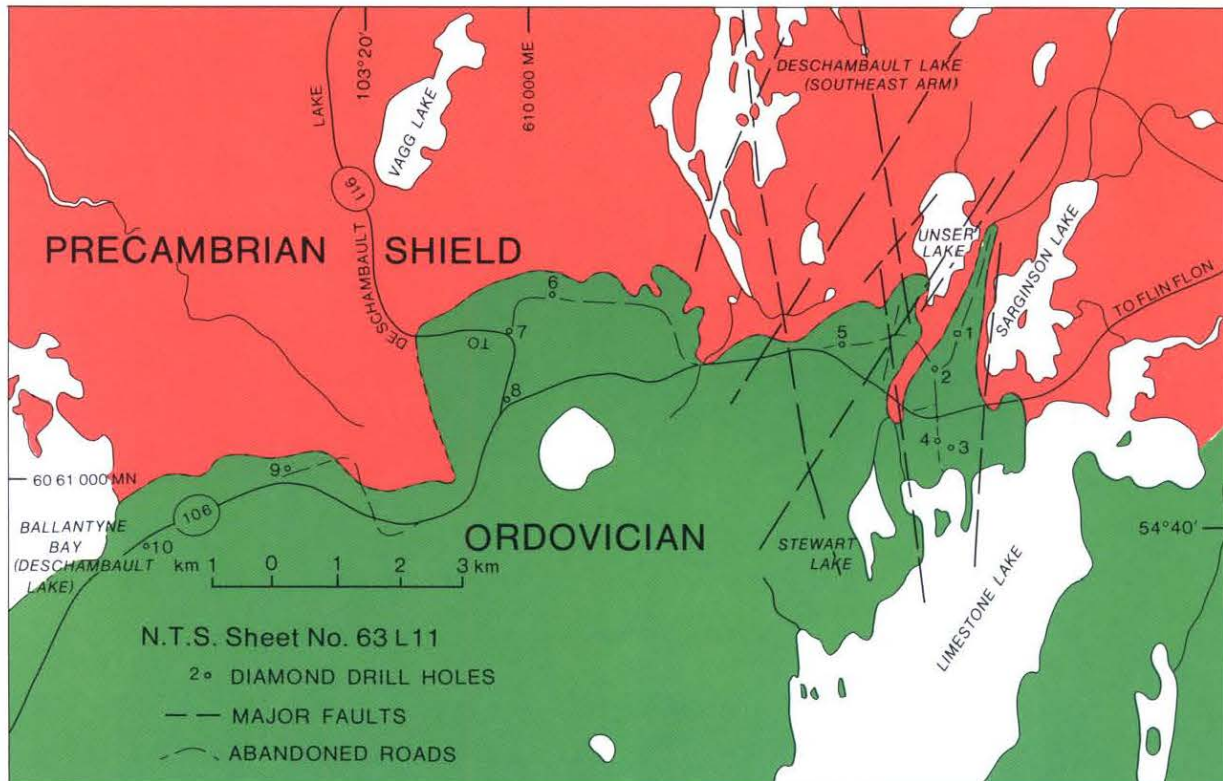 103°20'
610 000 ME
LAKE
VAGG LAKE
DESCHAMBAULT LAKE
(SOUTHEAST ARM)
116
PRECAMBRIAN SHIELD
DESCHAMBAULT
TO
UNSER
LAKE
SARGINSON LAKE
TO FLIN FLON
6
7
5
1
2
8
4
3
9
60 61 000 MN
106
BALLANTYNE
BAY
(DESCHAMBAULT
LAKE)
10
ORDOVICIAN
STEWART
LAKE
54°40'
LIMESTONE LAKE
km 1 0 1 2 3 km
N.T.S. Sheet No. 63 L11
2 DIAMOND DRILL HOLES
MAJOR FAULTS
ABANDONED ROADS